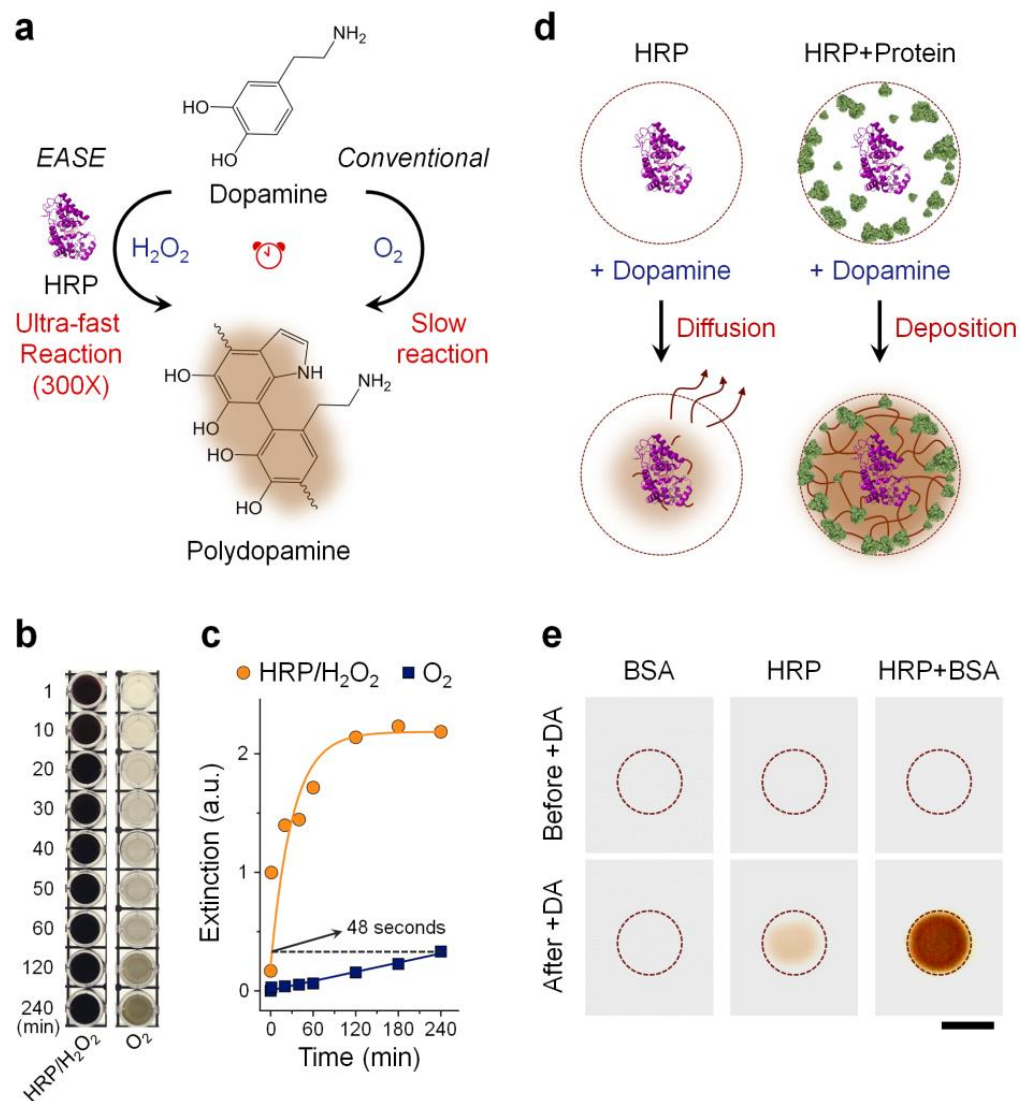 a
NH₂
HO
HO
EASE
Conventional
Dopamine
H₂O₂
O₂
HRP
Ultra-fast
Reaction
(300X)
Slow
reaction
NH
HO
NH₂
HO
HO
HO
Polydopamine
b
1
10
20
30
40
50
60
120
240
(min)
HRP/H₂O₂
O₂
c
HRP/H₂O₂
O₂
Extinction (a.u.)
2
1
0
48 seconds
0 60 120 180 240
Time (min)
d
HRP
HRP+Protein
+ Dopamine
+ Dopamine
Diffusion
Deposition
e
BSA
HRP
HRP+BSA
Before +DA
After +DA